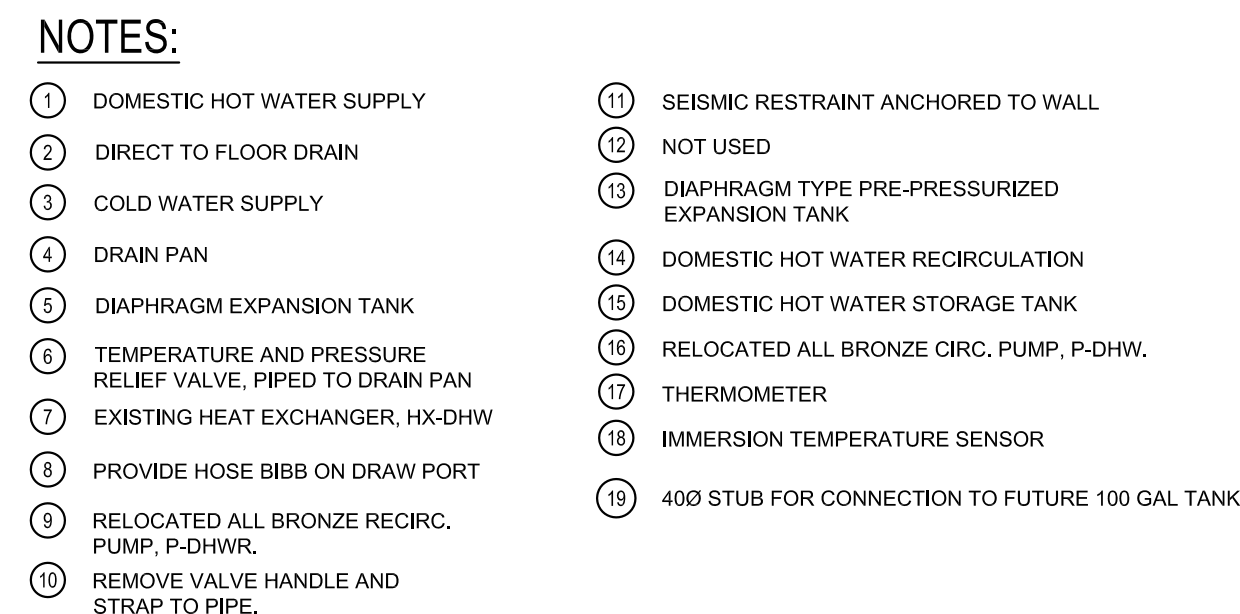 NOTES:
1 DOMESTIC HOT WATER SUPPLY
2 DIRECT TO FLOOR DRAIN
3 COLD WATER SUPPLY
4 DRAIN PAN
5 DIAPHRAGM EXPANSION TANK
6 TEMPERATURE AND PRESSURE
RELIEF VALVE, PIPED TO DRAIN PAN
7 EXISTING HEAT EXCHANGER, HX-DHW
8 PROVIDE HOSE BIBB ON DRAW PORT
9 RELOCATED ALL BRONZE RECIRC.
PUMP, P-DHWR.
10 REMOVE VALVE HANDLE AND
STRAP TO PIPE.
11 SEISMIC RESTRAINT ANCHORED TO WALL
12 NOT USED
13 DIAPHRAGM TYPE PRE-PRESSURIZED
EXPANSION TANK
14 DOMESTIC HOT WATER RECIRCULATION
15 DOMESTIC HOT WATER STORAGE TANK
16 RELOCATED ALL BRONZE CIRC. PUMP, P-DHW.
17 THERMOMETER
18 IMMERSION TEMPERATURE SENSOR
19 40Ø STUB FOR CONNECTION TO FUTURE 100 GAL TANK